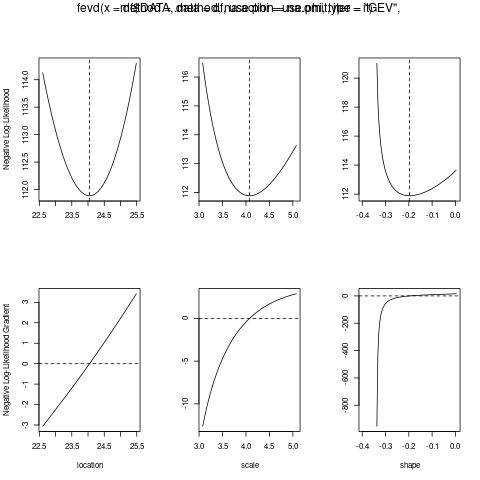 fevd(x =
type = "GEV",
Negative Log-Likelihood
112.0 112.5 113.0 113.5 114.0
22.5 23.5 24.5 25.5
112 113 114 115 116
3.0 3.5 4.0 4.5 5.0
112 114 116 118 120
-0.4 -0.3 -0.2 -0.1 0.0
Negative Log-Likelihood Gradient
-3 -2 -1 0 1 2 3
22.5 23.5 24.5 25.5
location
-10 -5 0
3.0 3.5 4.0 4.5 5.0
scale
-800 -600 -400 -200 0
-0.4 -0.3 -0.2 -0.1 0.0
shape